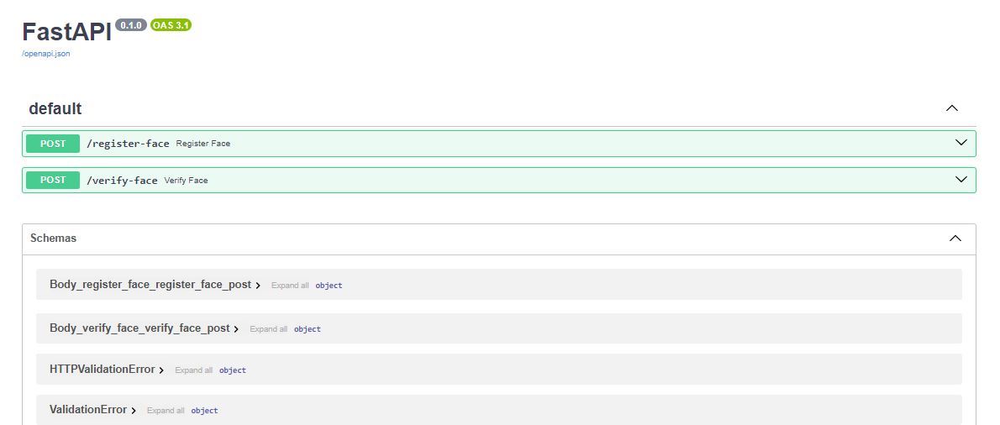 FastAPI 0.1.0 OAS 3.1
/openapi.json
default
POST /register-face Register Face
POST /verify-face Verify Face
Schemas
Body_register_face_register_face_post Expand all object
Body_verify_face_verify_face_post Expand all object
HTTPValidationError Expand all object
ValidationError Expand all object